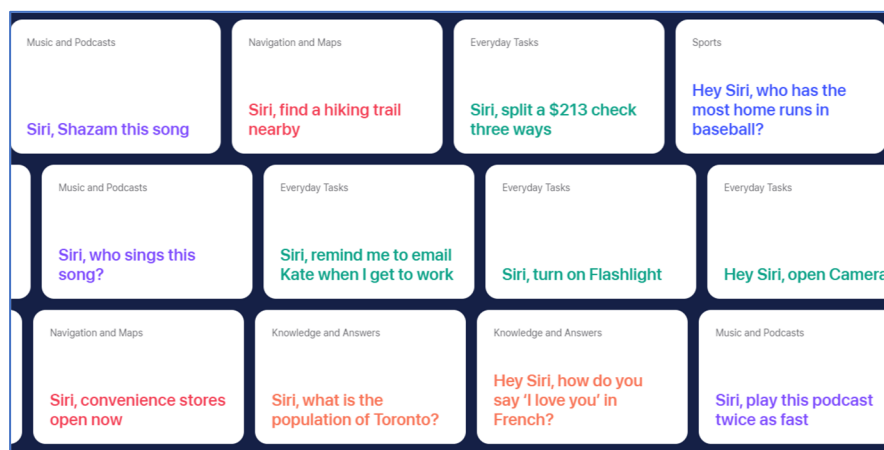 Music and Podcasts
Siri, Shazam this song
Navigation and Maps
Siri, find a hiking trail
nearby
Everyday Tasks
Siri, split a $213 check
three ways
Sports
Hey Siri, who has the
most home runs in
baseball?
Music and Podcasts
Siri, who sings this
song?
Everyday Tasks
Siri, remind me to email
Kate when I get to work
Everyday Tasks
Siri, turn on Flashlight
Everyday Tasks
Hey Siri, open Camera
Navigation and Maps
Siri, convenience stores
open now
Knowledge and Answers
Siri, what is the
population of Toronto?
Knowledge and Answers
Hey Siri, how do you
say ‘I love you’ in
French?
Music and Podcasts
Siri, play this podcast
twice as fast